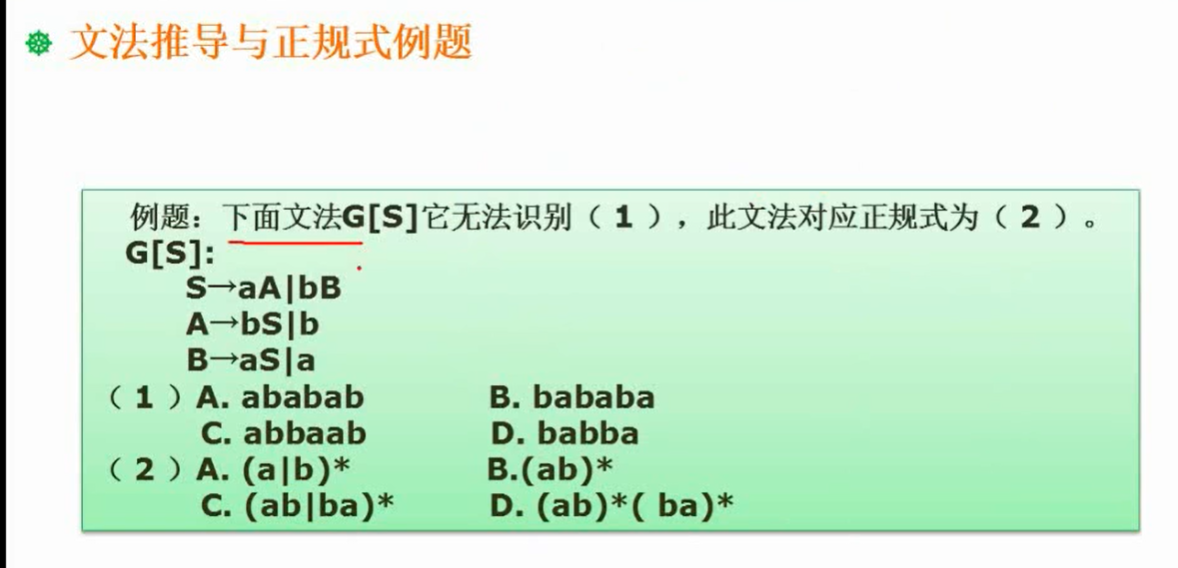 文法推导与正规式例题
例题：下面文法G[S]它无法识别（ 1 ），此文法对应正规式为（ 2 ）。
G[S]:
S→aA|bB
A→bS|b
B→aS|a
（ 1 ）A. ababab B. bababa
C. abbaab D. babba
（ 2 ）A. (a|b)* B.(ab)*
C. (ab|ba)* D. (ab)*( ba)*